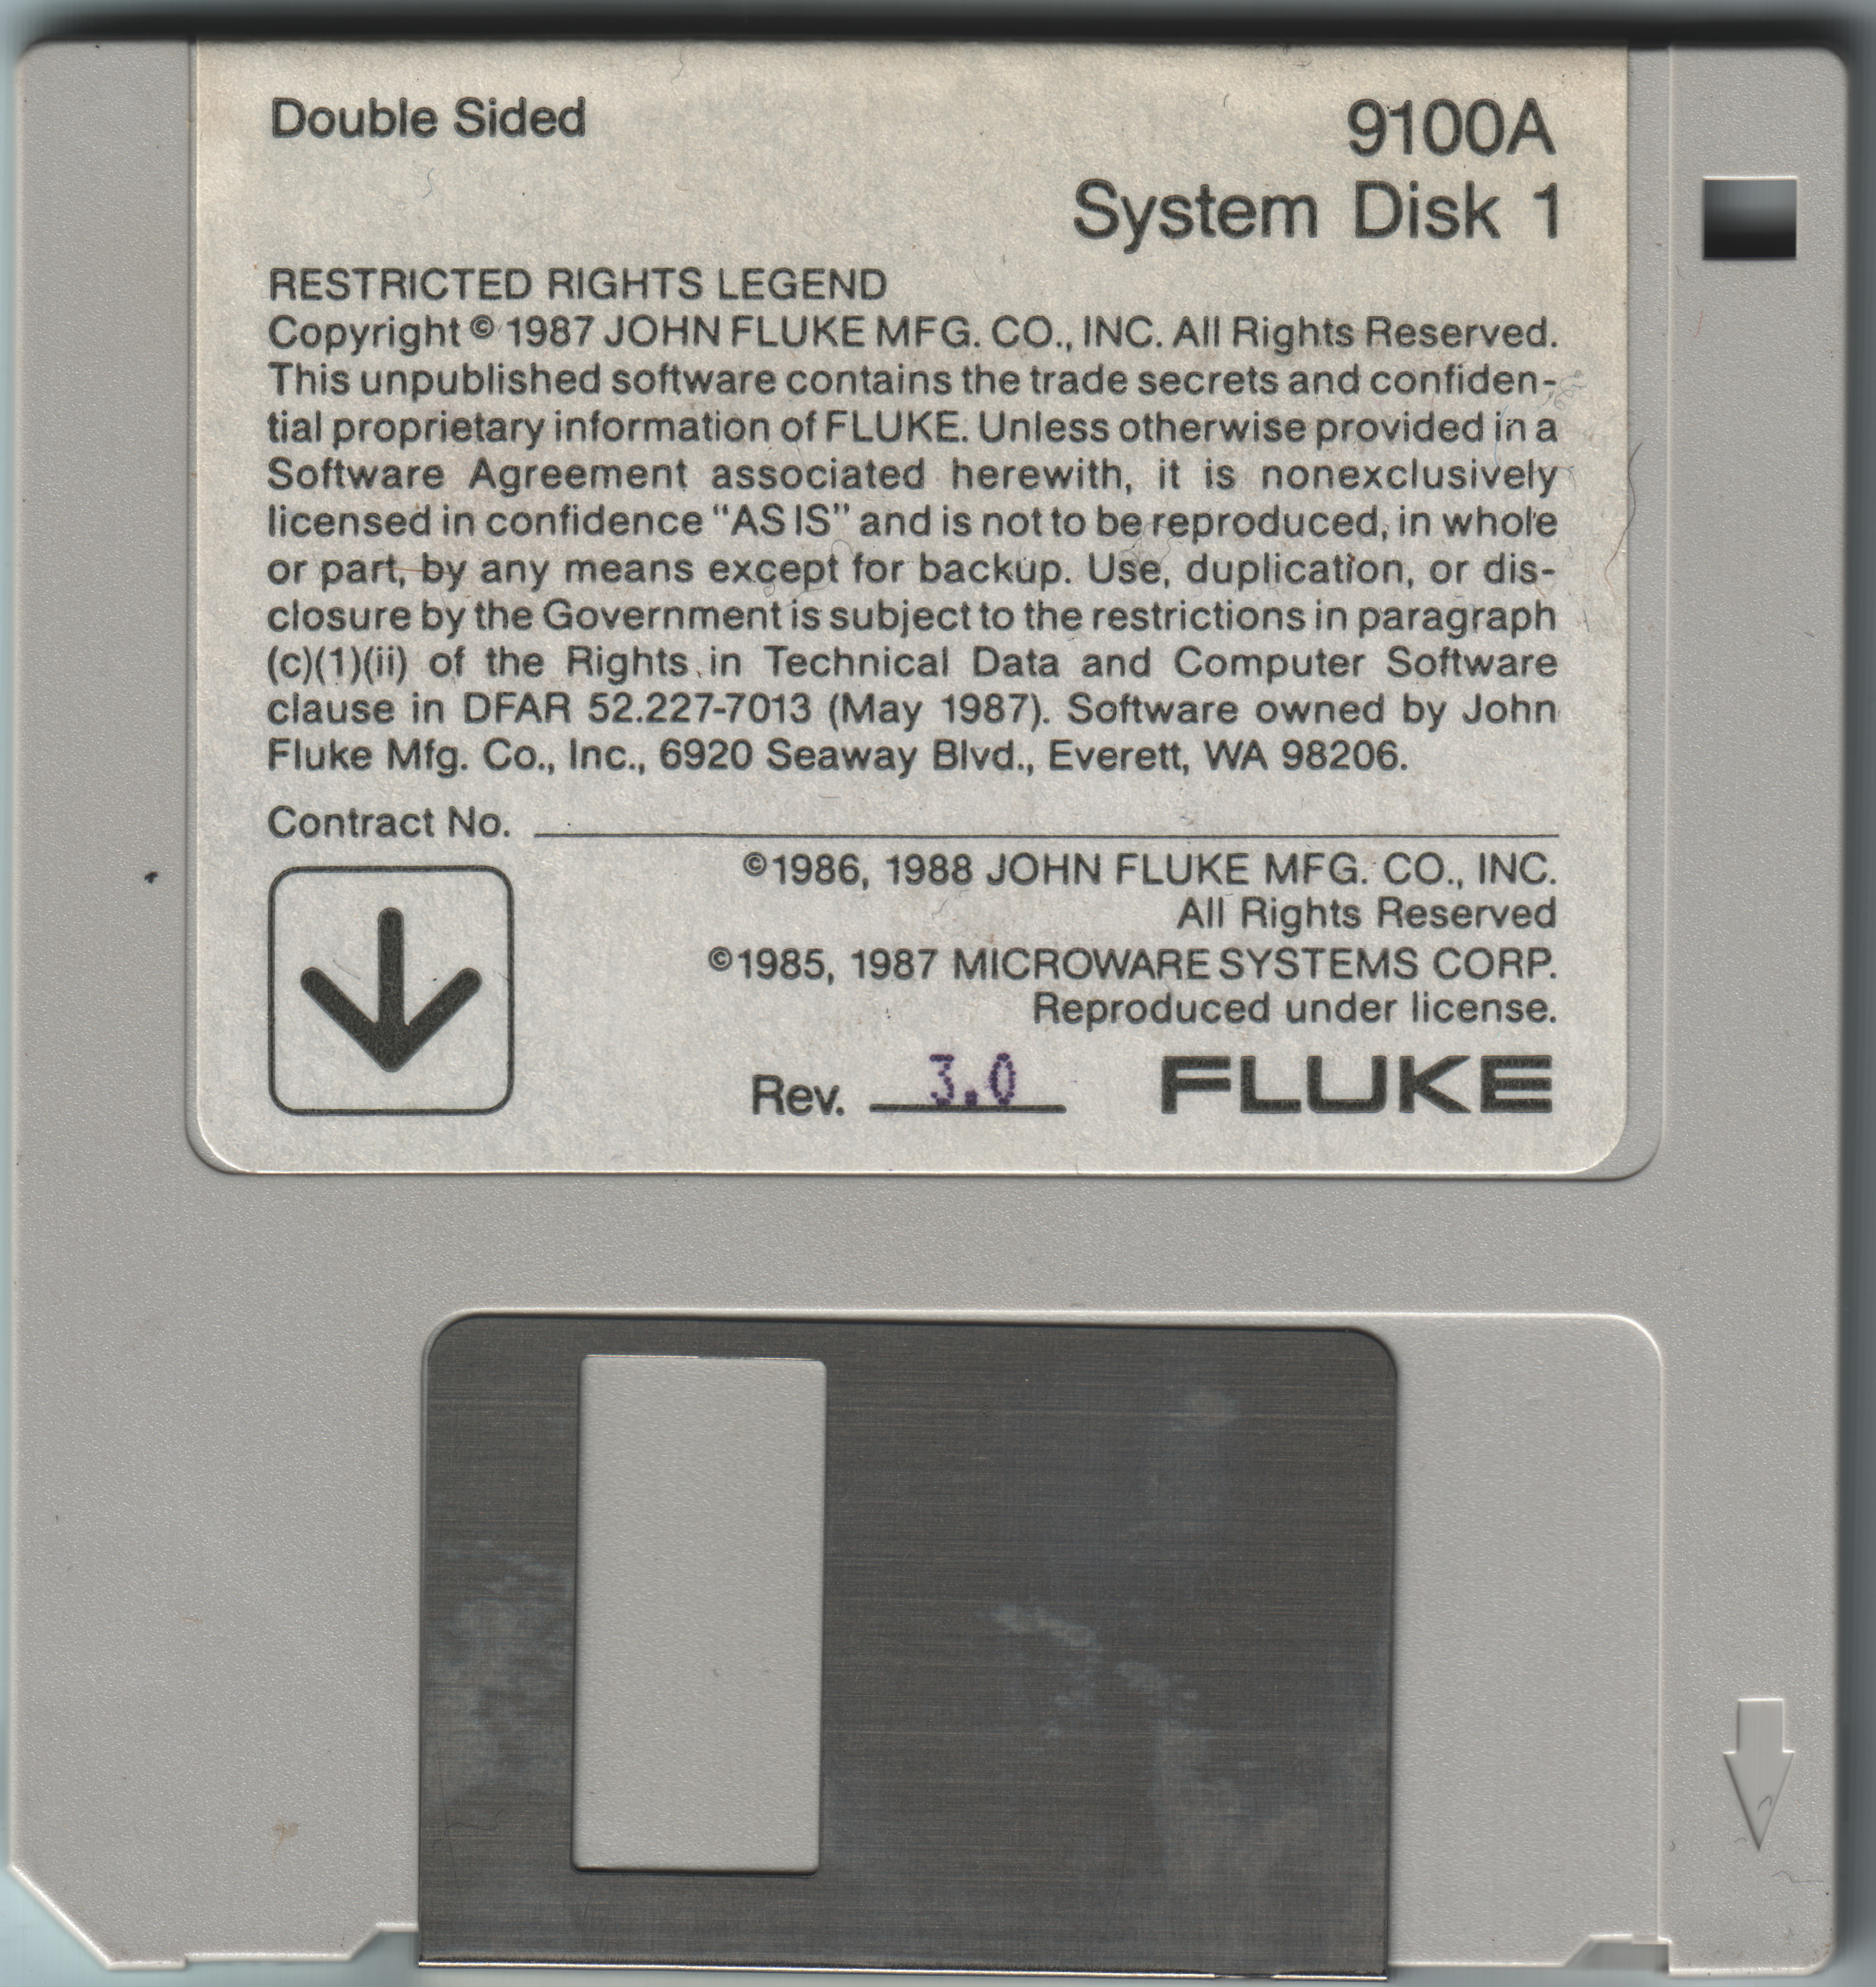 Double Sided
9100A
System Disk 1
RESTRICTED RIGHTS LEGEND
Copyright © 1987 JOHN FLUKE MFG. CO., INC. All Rights Reserved.
This unpublished software contains the trade secrets and confiden-
tial proprietary information of FLUKE. Unless otherwise provided in a
Software Agreement associated herewith, it is nonexclusively
licensed in confidence “AS IS” and is not to be reproduced, in whole
or part, by any means except for backup. Use, duplication, or dis-
closure by the Government is subject to the restrictions in paragraph
(c)(1)(ii) of the Rights in Technical Data and Computer Software
clause in DFAR 52.227-7013 (May 1987). Software owned by John
Fluke Mfg. Co., Inc., 6920 Seaway Blvd., Everett, WA 98206.
Contract No.
©1986, 1988 JOHN FLUKE MFG. CO., INC.
All Rights Reserved
©1985, 1987 MICROWARE SYSTEMS CORP.
Reproduced under license.
Rev. 3.0 FLUKE